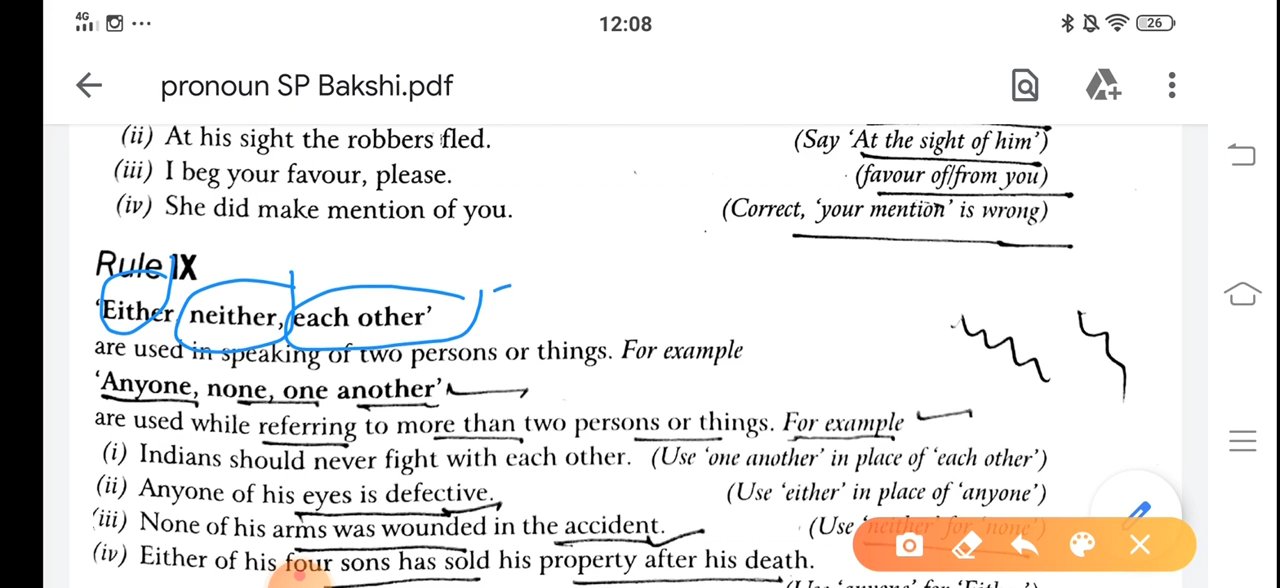 4G ... 12:08 26
pronoun SP Bakshi.pdf
(ii) At his sight the robbers fled. (Say 'At the sight of him')
(iii) I beg your favour, please. (favour of/from you)
(iv) She did make mention of you. (Correct, 'your mention' is wrong)
Rule IX
'Either, neither, each other'
are used in speaking of two persons or things. For example
'Anyone, none, one another'
are used while referring to more than two persons or things. For example
(i) Indians should never fight with each other. (Use 'one another' in place of 'each other')
(ii) Anyone of his eyes is defective. (Use 'either' in place of 'anyone')
(iii) None of his arms was wounded in the accident. (Use 'neither' for 'none')
(iv) Either of his four sons has sold his property after his death.